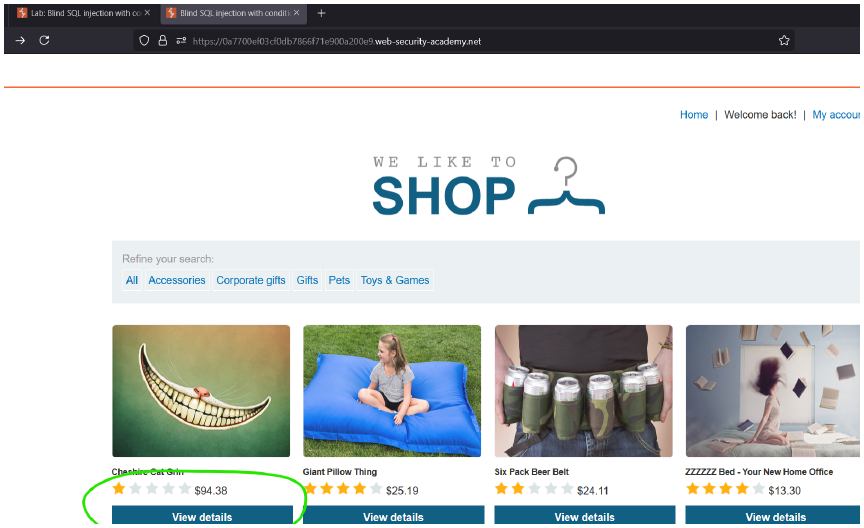 Lab: Blind SQL injection with co
Blind SQL injection with conditi
https://0a7700ef03cf0db7866f71e900a200e9.web-security-academy.net
Home | Welcome back! | My accou
WE LIKE TO
SHOP
Refine your search:
All Accessories Corporate gifts Gifts Pets Toys & Games
Cheshire Cat Grin Giant Pillow Thing Six Pack Beer Belt ZZZZZZ Bed - Your New Home Office
$94.38 $25.19 $24.11 $13.30
View details View details View details View details